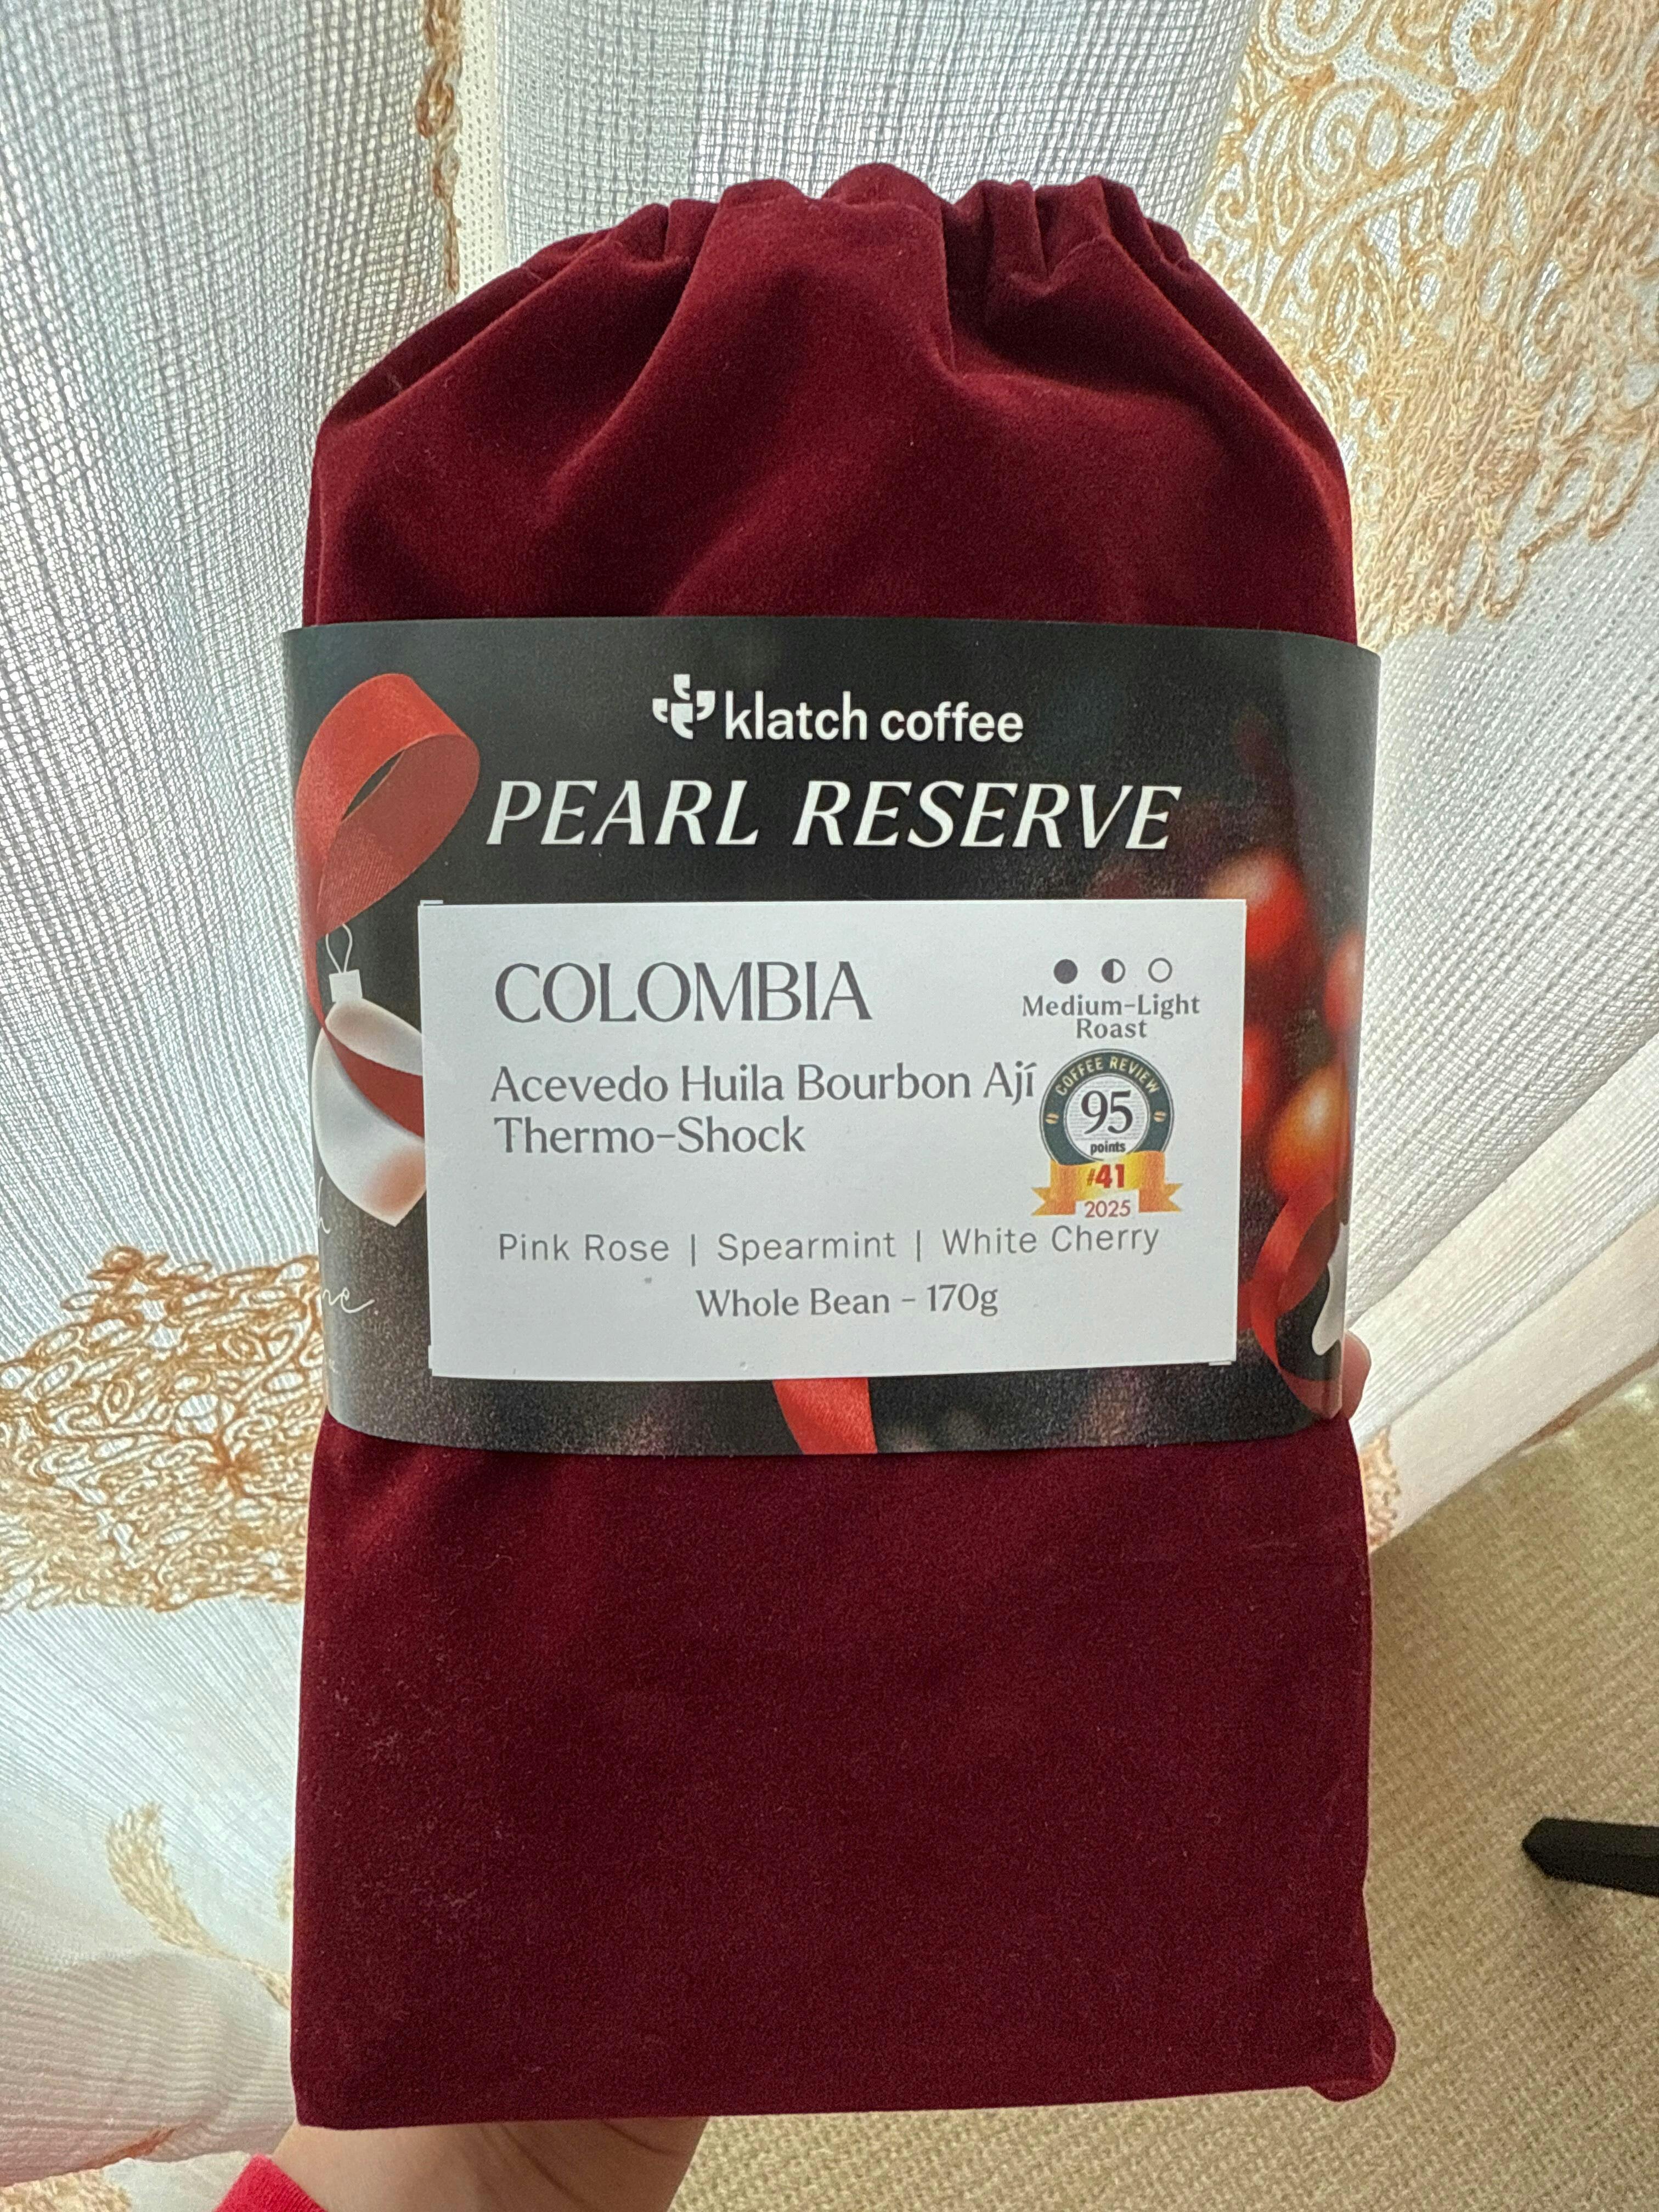 klatch coffee
PEARL RESERVE
COLOMBIA
Medium-Light
Roast
Acevedo Huila Bourbon Ají
Thermo-Shock
COFFEE REVIEW
95
points
#41
2025
Pink Rose | Spearmint | White Cherry
Whole Bean - 170g